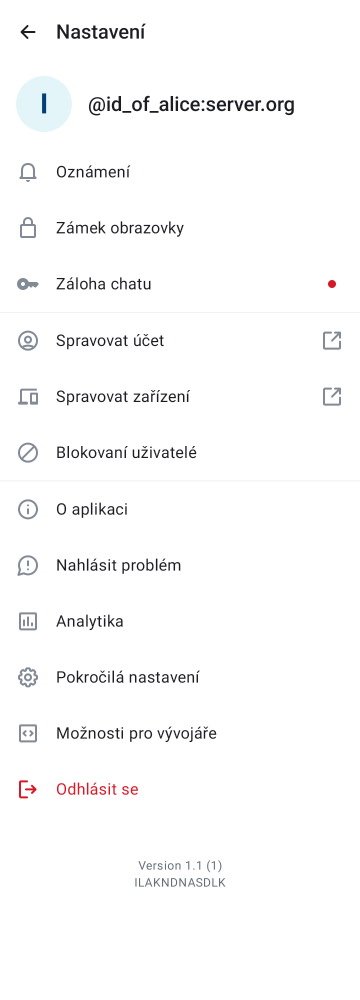 Nastavení
I
@id_of_alice:server.org
Oznámení
Zámek obrazovky
Záloha chatu
Spravovat účet
Spravovat zařízení
Blokovaní uživatelé
O aplikaci
Nahlásit problém
Analytika
Pokročilá nastavení
Možnosti pro vývojáře
Odhlásit se
Version 1.1 (1)
ILAKNDNASDLK